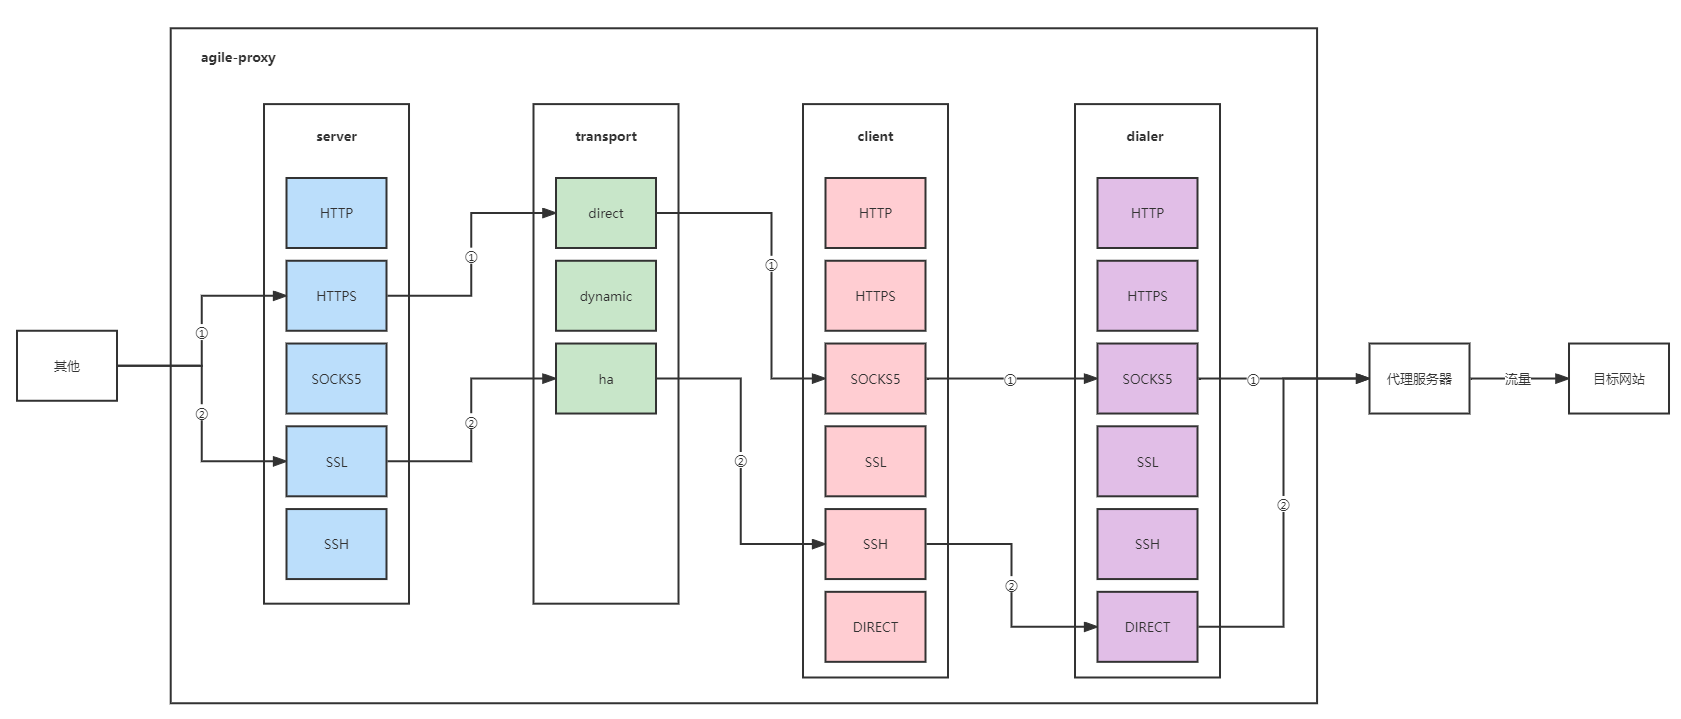 agile-proxy
server
HTTP
HTTPS
SOCKS5
SSL
SSH
transport
direct
dynamic
ha
client
HTTP
HTTPS
SOCKS5
SSL
SSH
DIRECT
dialer
HTTP
HTTPS
SOCKS5
SSL
SSH
DIRECT
其他
①
②
①
②
①
②
①
②
①
②
代理服务器
流量
目标网站